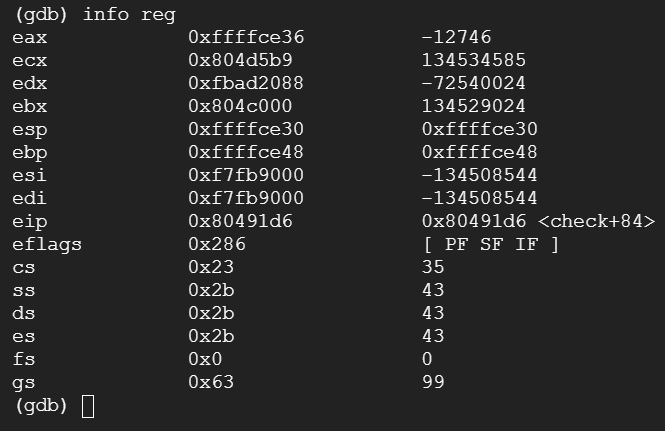 (gdb) info reg
eax 0xffffce36 -12746
ecx 0x804d5b9 134534585
edx 0xfbad2088 -72540024
ebx 0x804c000 134529024
esp 0xffffce30 0xffffce30
ebp 0xffffce48 0xffffce48
esi 0xf7fb9000 -134508544
edi 0xf7fb9000 -134508544
eip 0x80491d6 0x80491d6 <check+84>
eflags 0x286 [ PF SF IF ]
cs 0x23 35
ss 0x2b 43
ds 0x2b 43
es 0x2b 43
fs 0x0 0
gs 0x63 99
(gdb)